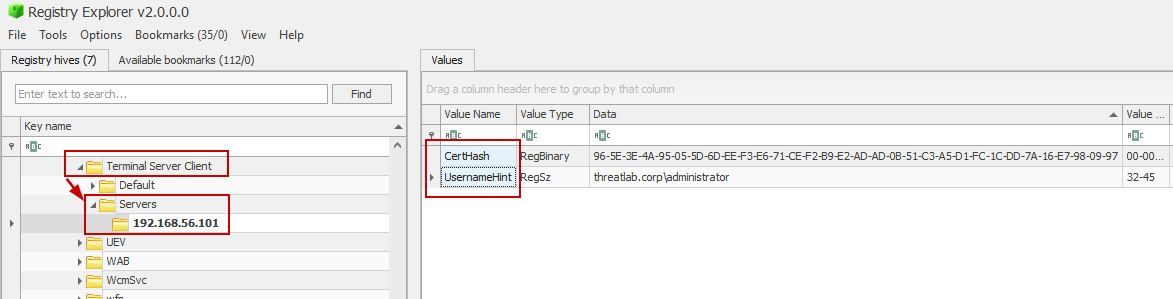 Registry Explorer v2.0.0.0
File Tools Options Bookmarks (35/0) View Help
Registry hives (7) Available bookmarks (112/0)
Enter text to search... Find
Key name
Terminal Server Client
Default
Servers
192.168.56.101
UEV
WAB
WcmSvc
Values
Drag a column header here to group by that column
Value Name Value Type Data Value ...
CertHash RegBinary 96-5E-3E-4A-95-05-5D-6D-EE-F3-E6-71-CE-F2-B9-E2-AD-AD-0B-51-C3-A5-D1-FC-1C-DD-7A-16-E7-98-09-97 00-00...
UsernameHint RegSz threatlab.corp\administrator 32-45